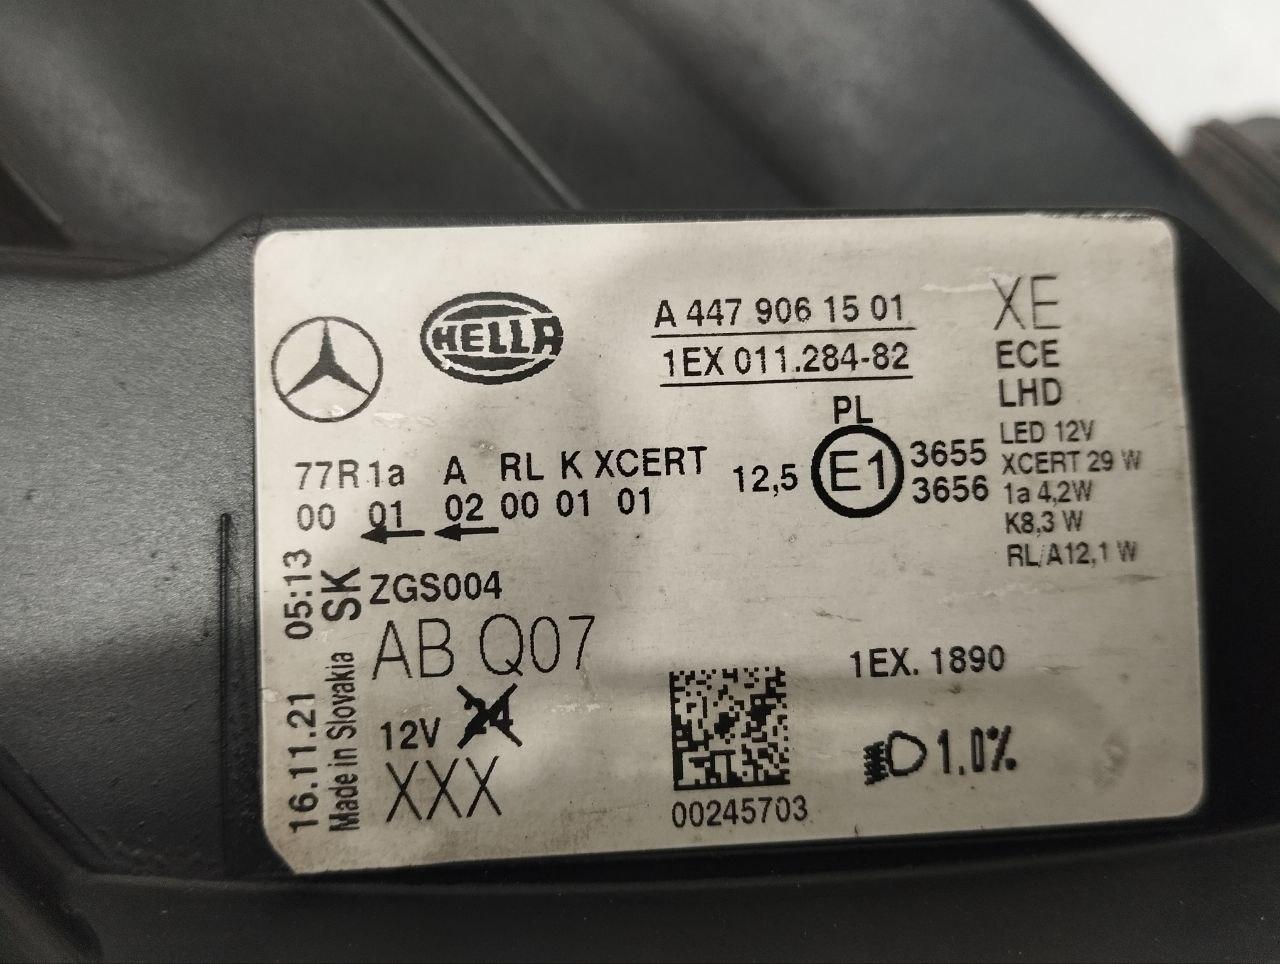 HELLA
A 447 906 15 01
1EX 011.284-82
XE
ECE
LHD
PL
77R 1a A RL K XCERT
00 01 02 00 01 01
12,5
E1
3655
3656
LED 12V
XCERT 29 W
1a 4,2W
K8,3 W
RL/A12,1 W
ZGS004
AB Q07
12V 24
XXX
16.11.21 05:13
Made in Slovakia SK
00245703
1EX. 1890
1.0%